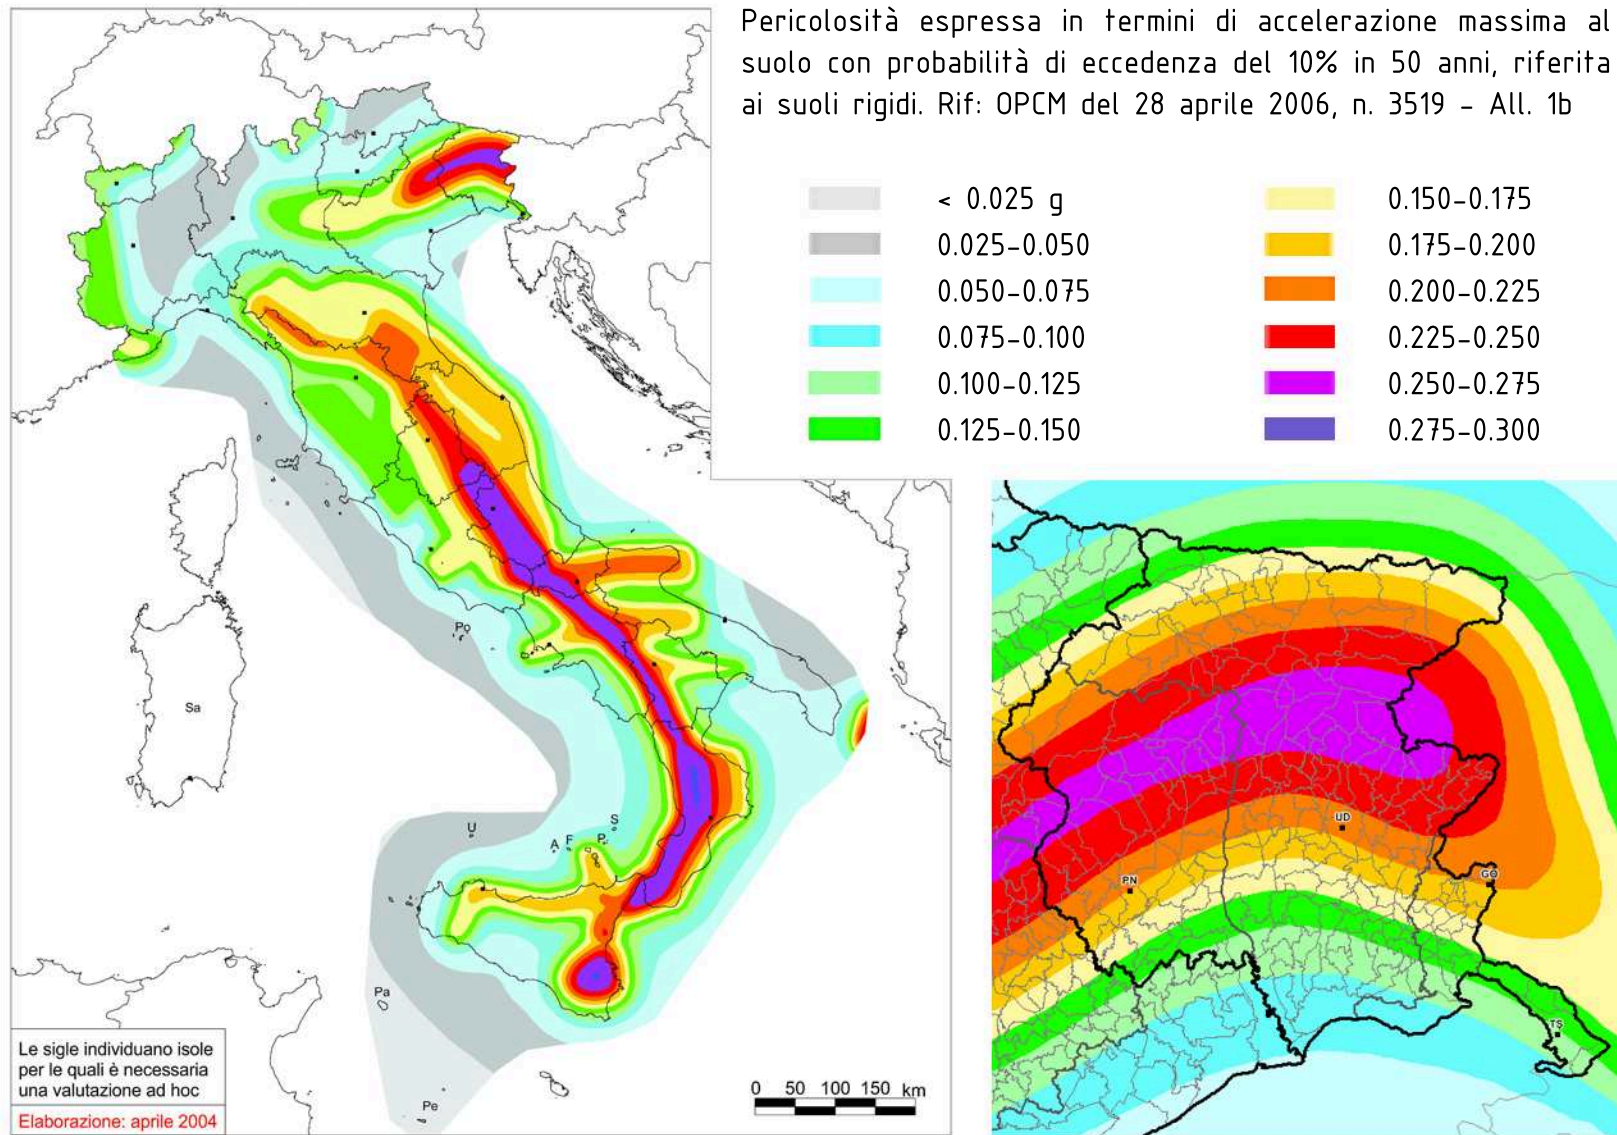 Pericolosità espressa in termini di accelerazione massima al
suolo con probabilità di eccedenza del 10% in 50 anni, riferita
ai suoli rigidi. Rif: OPCM del 28 aprile 2006, n. 3519 - All. 1b
< 0.025 g
0.025-0.050
0.050-0.075
0.075-0.100
0.100-0.125
0.125-0.150
0.150-0.175
0.175-0.200
0.200-0.225
0.225-0.250
0.250-0.275
0.275-0.300
Po
Sa
U
S
A
F
P
Pa
Pe
Le sigle individuano isole
per le quali è necessaria
una valutazione ad hoc
Elaborazione: aprile 2004
0 50 100 150 km
UD
PN
GO
TS